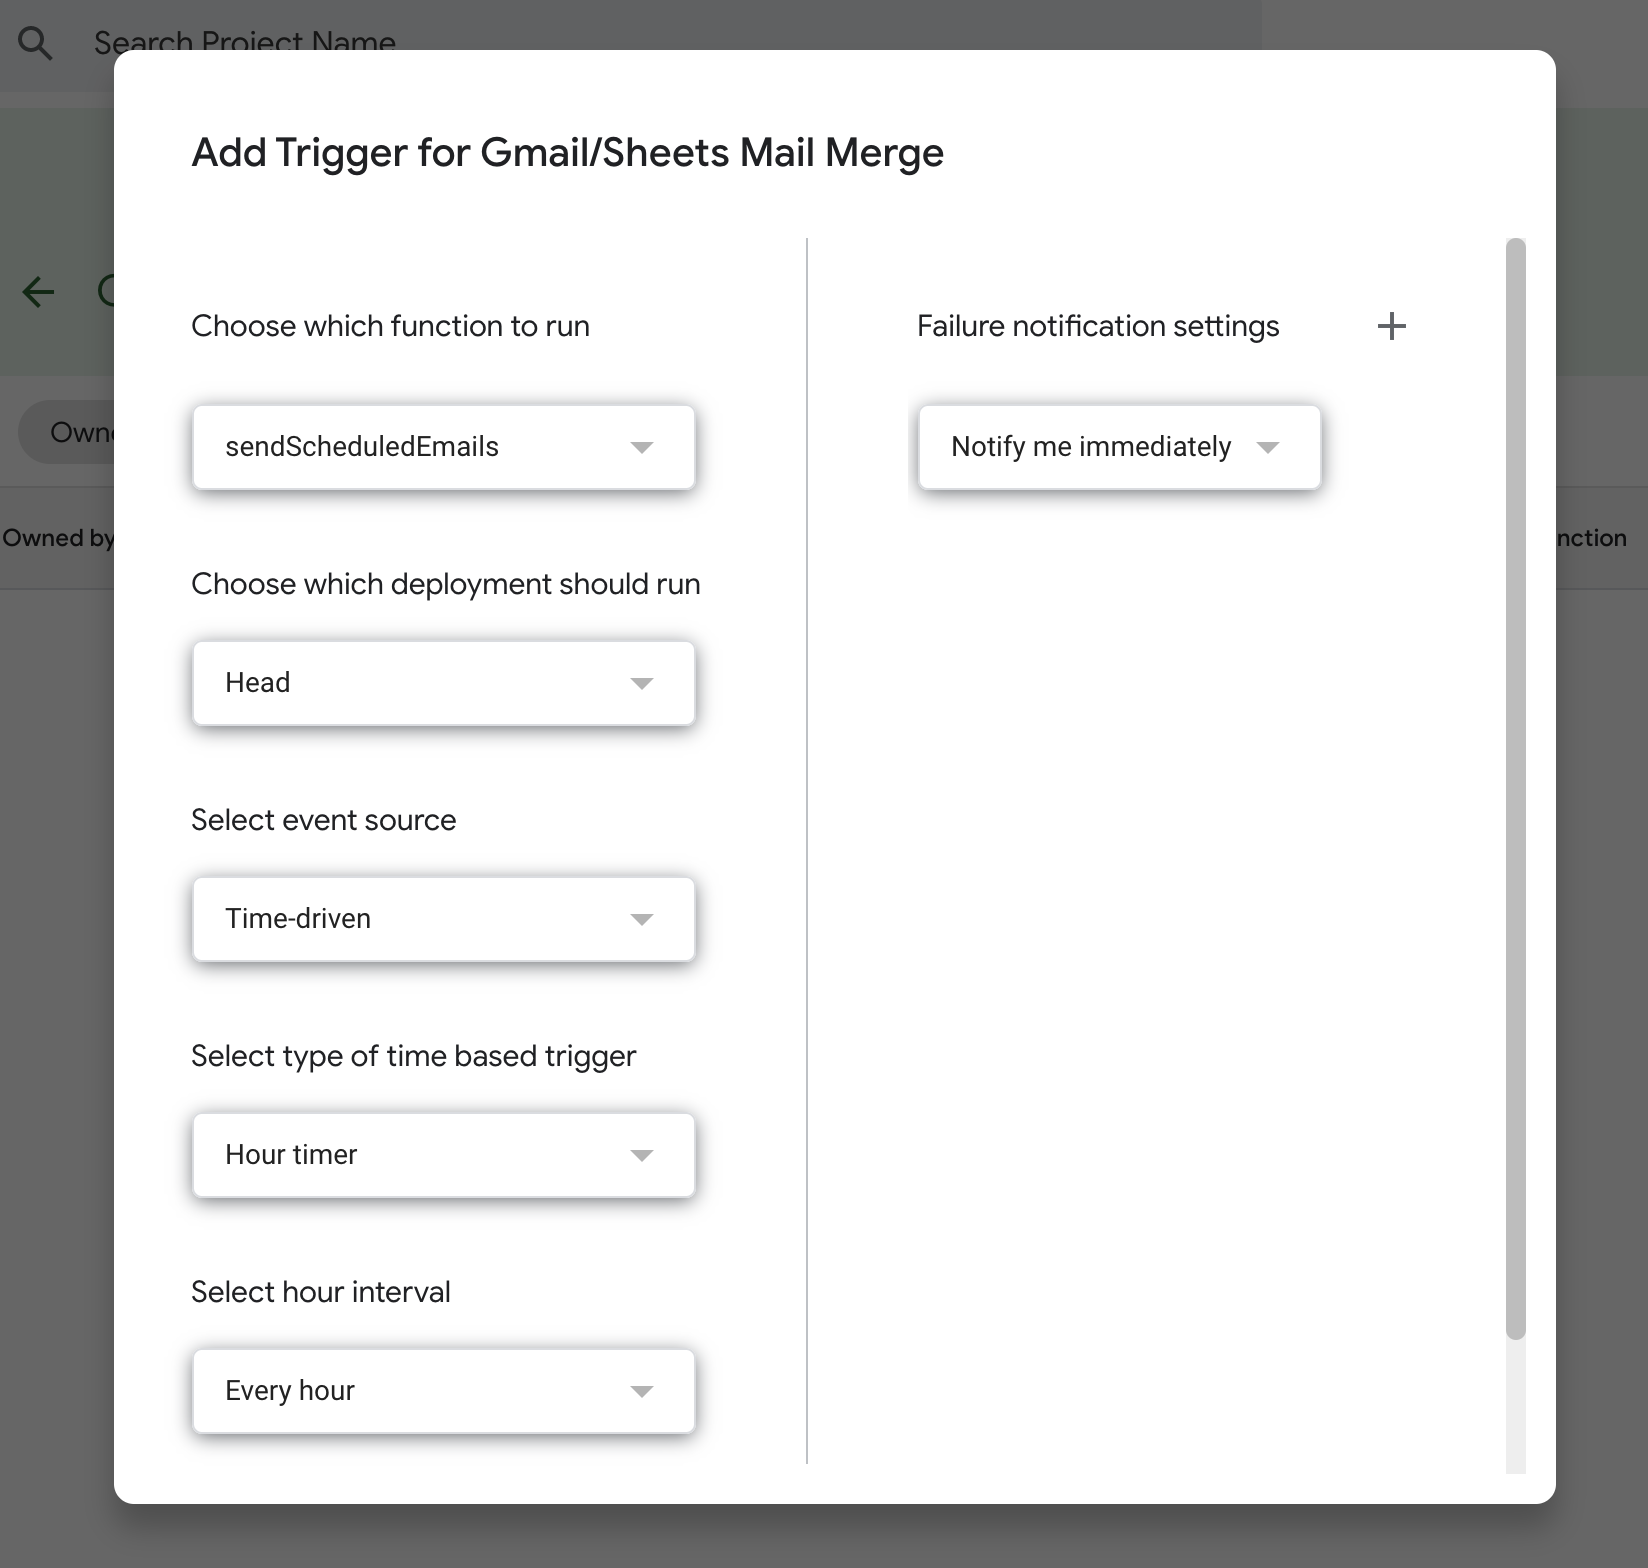 Search Project Name
Add Trigger for Gmail/Sheets Mail Merge
Choose which function to run
sendScheduledEmails
Choose which deployment should run
Head
Select event source
Time-driven
Select type of time based trigger
Hour timer
Select hour interval
Every hour
Failure notification settings
Notify me immediately
Owned by